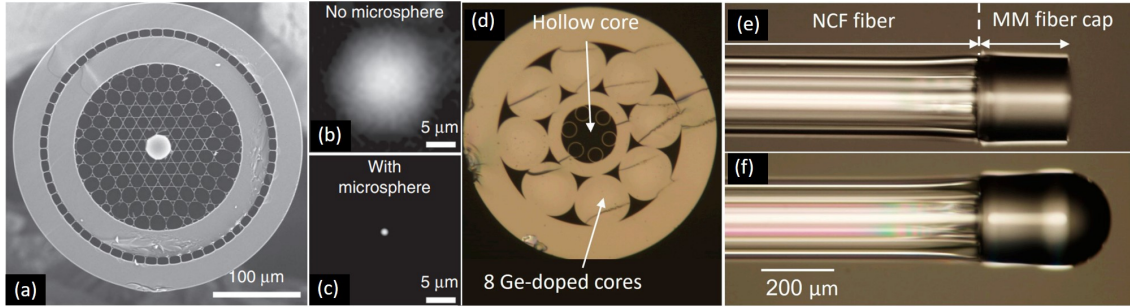 (a)
100 μm
No microsphere
(b)
5 μm
With
microsphere
(c)
5 μm
(d)
Hollow core
8 Ge-doped cores
(e)
NCF fiber
MM fiber cap
(f)
200 μm